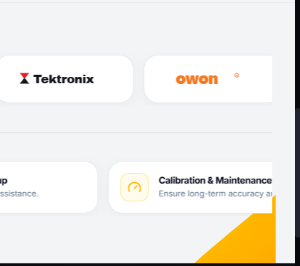 Tektronix
owon
up
ssistance.
Calibration & Maintenance
Ensure long-term accuracy a